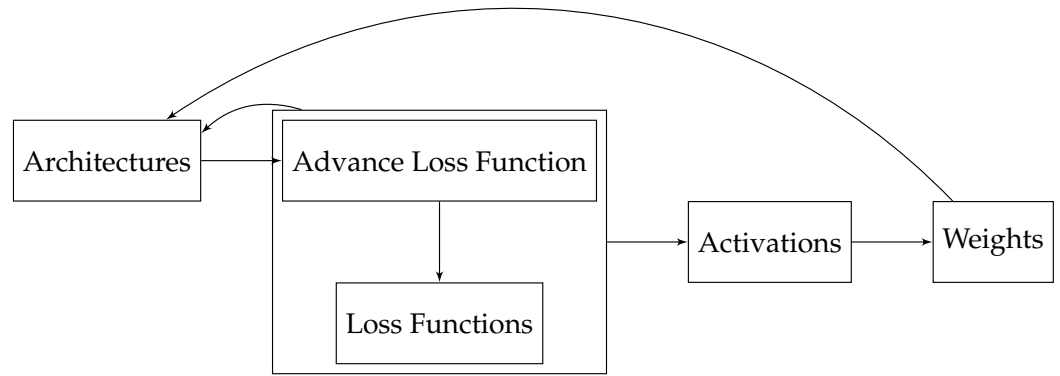 Architectures
Advance Loss Function
Loss Functions
Activations
Weights